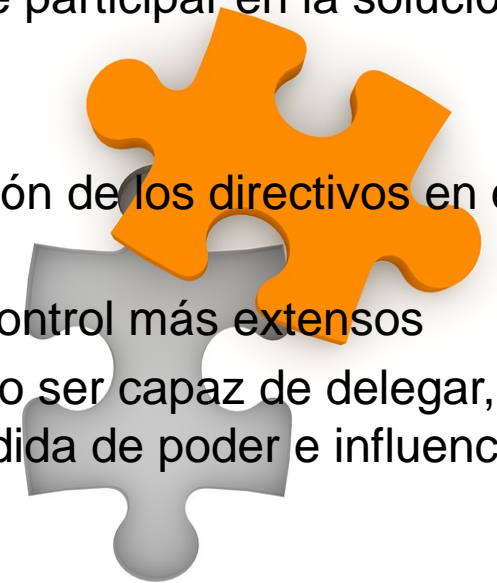 e participar en la solució
ón de los directivos en e
ontrol más extensos
o ser capaz de delegar,
dida de poder e influenc